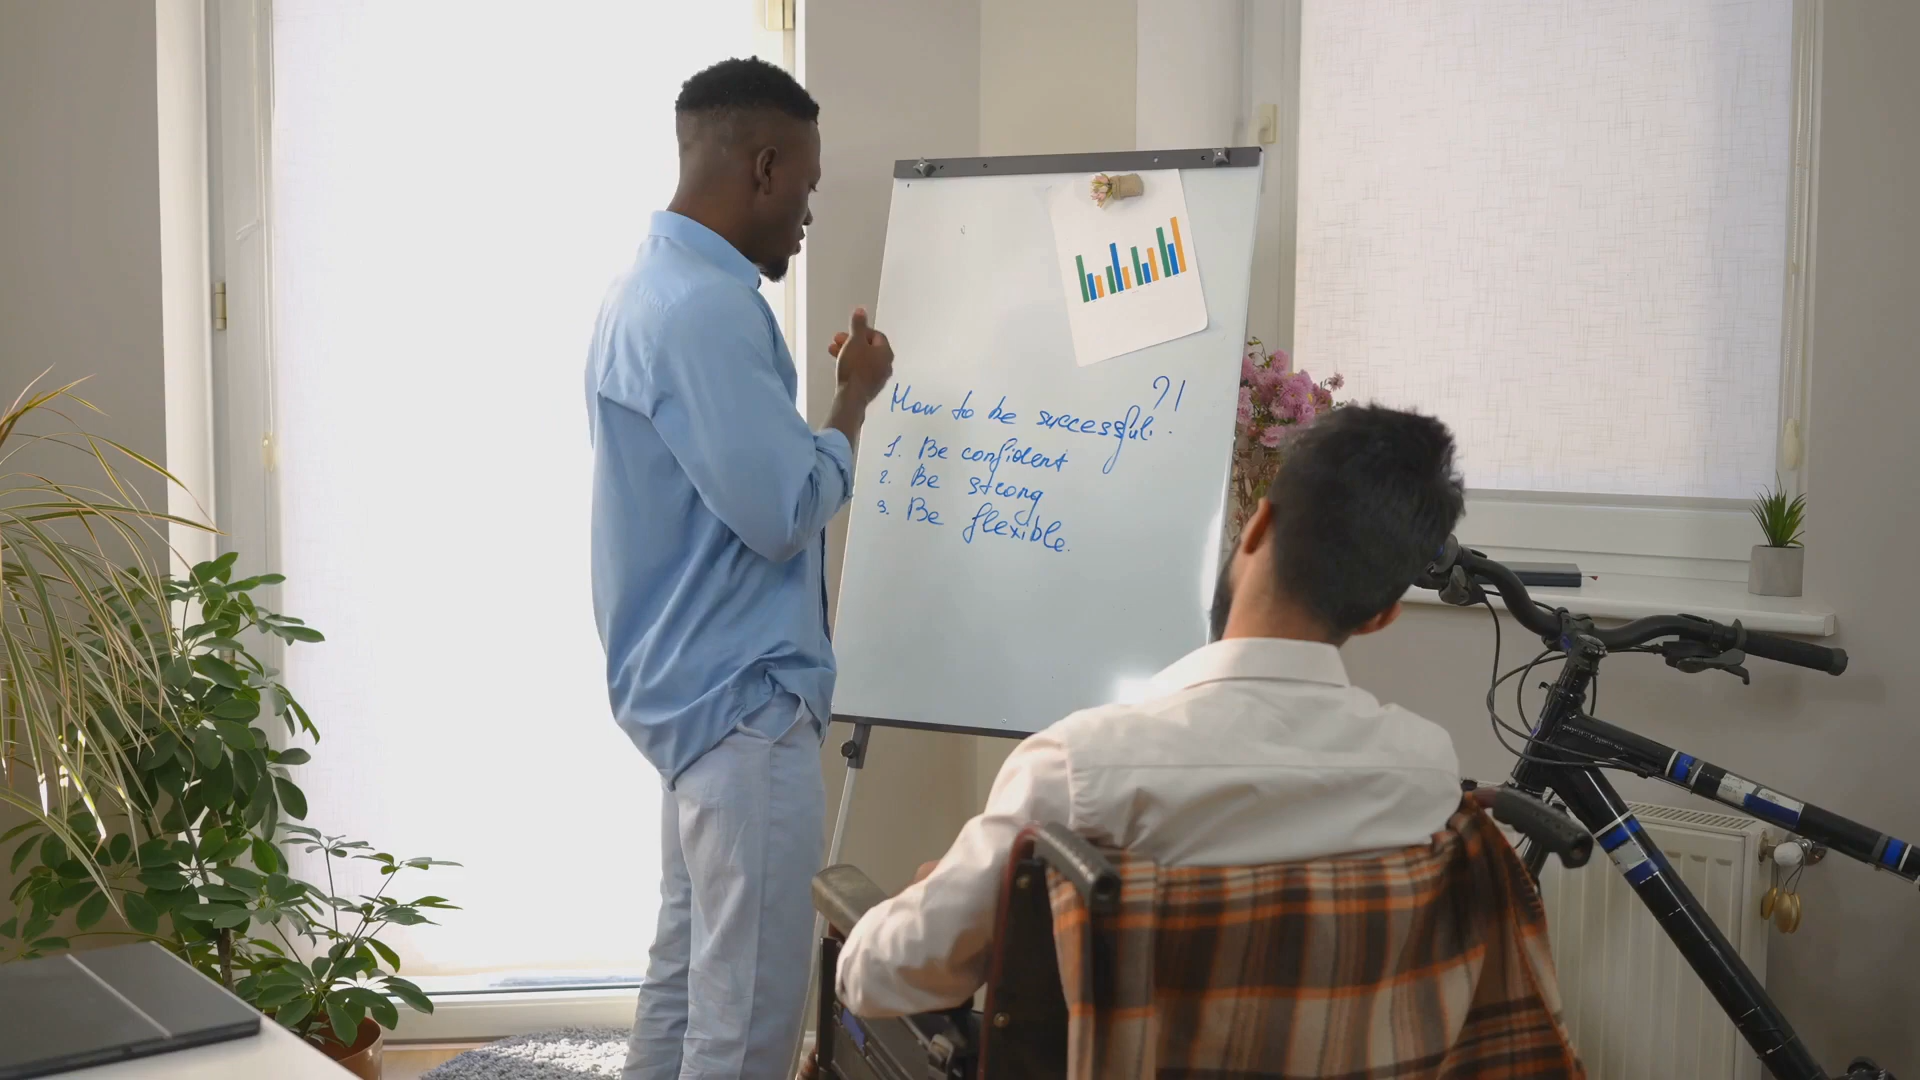 How to be successful?!
1. Be confident
2. Be strong
3. Be flexible.